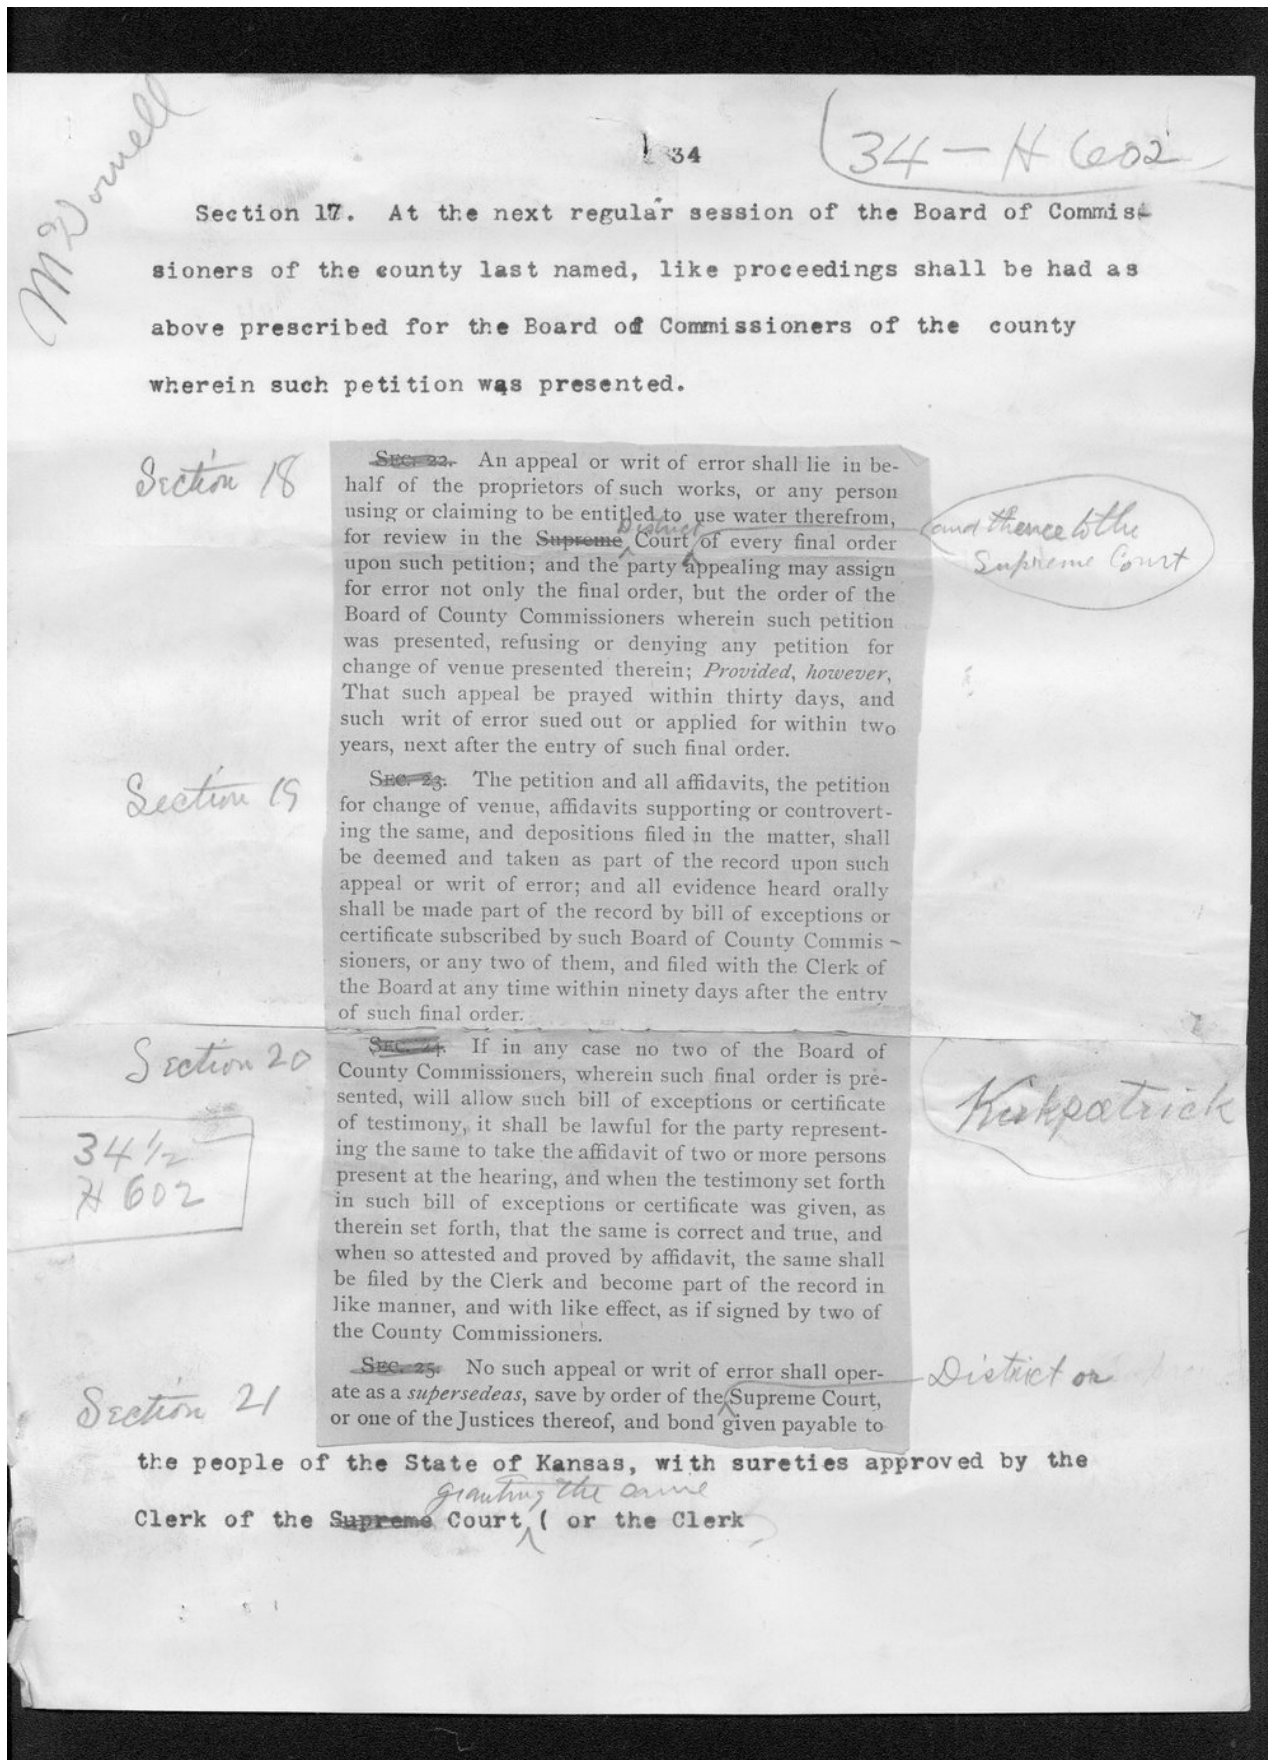 McDowell
34
34 — H 602
Section 17. At the next regular session of the Board of Commis-
sioners of the county last named, like proceedings shall be had as
above prescribed for the Board of Commissioners of the county
wherein such petition was presented.
Section 18
SEC. 22. An appeal or writ of error shall lie in be-
half of the proprietors of such works, or any person
using or claiming to be entitled to use water therefrom,
District
and thence to the
Supreme Court
for review in the Supreme Court of every final order
upon such petition; and the party appealing may assign
for error not only the final order, but the order of the
Board of County Commissioners wherein such petition
was presented, refusing or denying any petition for
change of venue presented therein; Provided, however,
That such appeal be prayed within thirty days, and
such writ of error sued out or applied for within two
years, next after the entry of such final order.
Section 19
SEC. 23. The petition and all affidavits, the petition
for change of venue, affidavits supporting or controvert-
ing the same, and depositions filed in the matter, shall
be deemed and taken as part of the record upon such
appeal or writ of error; and all evidence heard orally
shall be made part of the record by bill of exceptions or
certificate subscribed by such Board of County Commis-
sioners, or any two of them, and filed with the Clerk of
the Board at any time within ninety days after the entry
of such final order.
Section 20
SEC. 24. If in any case no two of the Board of
County Commissioners, wherein such final order is pre-
sented, will allow such bill of exceptions or certificate
of testimony, it shall be lawful for the party represent-
ing the same to take the affidavit of two or more persons
present at the hearing, and when the testimony set forth
in such bill of exceptions or certificate was given, as
therein set forth, that the same is correct and true, and
when so attested and proved by affidavit, the same shall
be filed by the Clerk and become part of the record in
like manner, and with like effect, as if signed by two of
the County Commissioners.
Kirkpatrick
34 1/2
H 602
Section 21
SEC. 25. No such appeal or writ of error shall oper-
District or
ate as a supersedeas, save by order of the Supreme Court,
or one of the Justices thereof, and bond given payable to
the people of the State of Kansas, with sureties approved by the
granting the same
Clerk of the Supreme Court ( or the Clerk